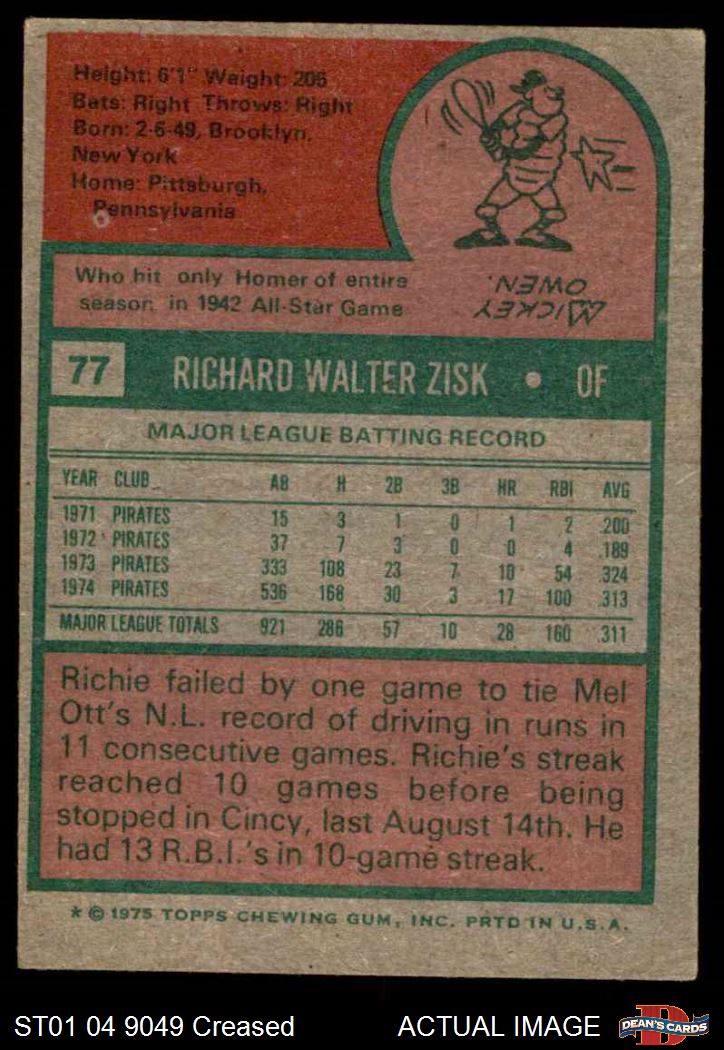 Height: 6'1" Weight: 205
Bats: Right Throws: Right
Born: 2-6-49, Brooklyn,
New York
Home: Pittsburgh,
Pennsylvania
Who hit only Homer of entire
season in 1942 All-Star Game
MICKEY
OWEN.
77 RICHARD WALTER ZISK • OF
MAJOR LEAGUE BATTING RECORD
YEAR CLUB AB H 2B 3B HR RBI AVG
1971 PIRATES 15 3 1 0 1 2 .200
1972 PIRATES 37 7 3 0 0 4 .189
1973 PIRATES 333 108 23 7 10 54 .324
1974 PIRATES 536 168 30 3 17 100 .313
MAJOR LEAGUE TOTALS 921 286 57 10 28 160 .311
Richie failed by one game to tie Mel
Ott's N.L. record of driving in runs in
11 consecutive games. Richie's streak
reached 10 games before being
stopped in Cincy, last August 14th. He
had 13 R.B.I.'s in 10-game streak.
* © 1975 TOPPS CHEWING GUM, INC. PRTD IN U.S.A.
ST01 04 9049 Creased ACTUAL IMAGE
D
DEAN'S CARDS